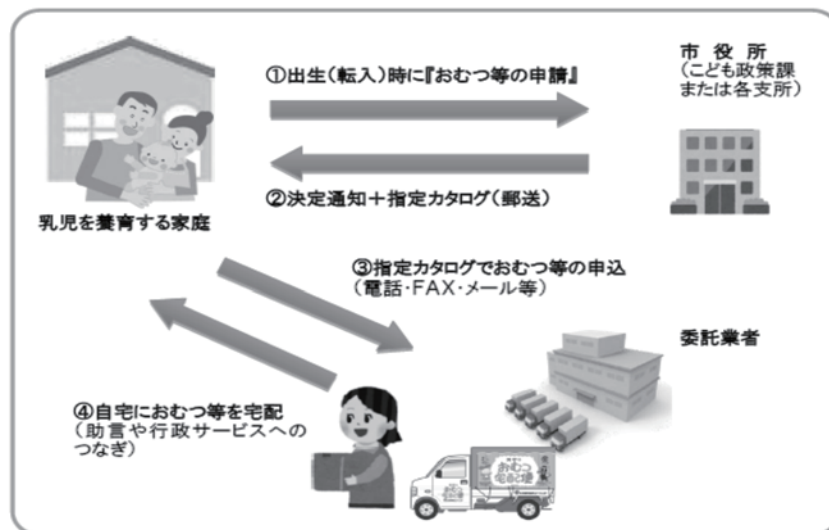 ①出生(転入)時に『おむつ等の申請』
市 役 所
(こども政策課
または各支所)
②決定通知+指定カタログ(郵送)
乳児を養育する家庭
③指定カタログでおむつ等の申込
(電話・FAX・メール等)
委託業者
④自宅におむつ等を宅配
(助言や行政サービスへの
つなぎ)
おむつ
宅配便